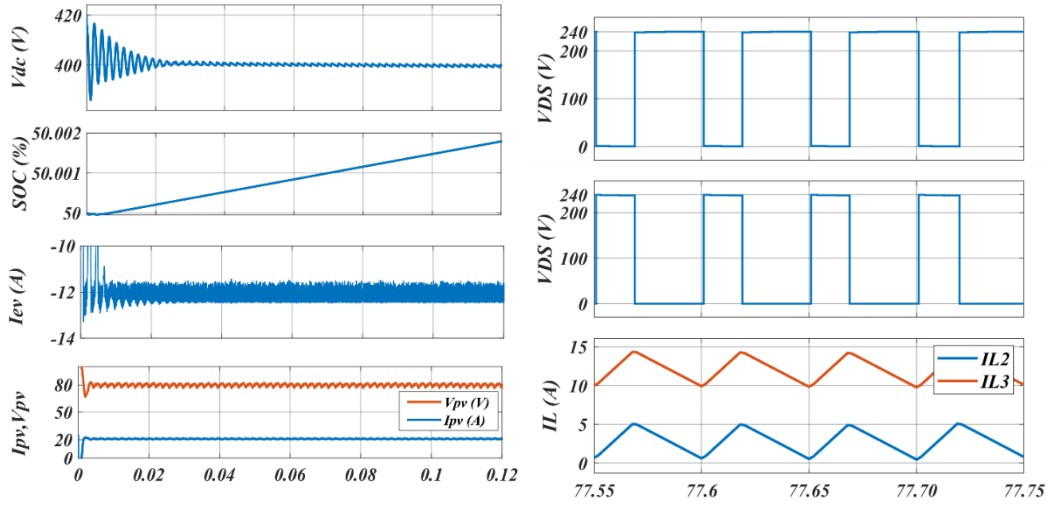 420
400
Vdc (V)
50.002
50.001
50
SOC (%)
-10
-12
-14
Iev (A)
80
50
20
0
Ipv,Vpv
Vpv (V)
Ipv (A)
0 0.02 0.04 0.06 0.08 0.1 0.12
240
200
100
0
VDS (V)
240
200
100
0
VDS (V)
15
10
5
0
IL (A)
IL2
IL3
77.55 77.6 77.65 77.70 77.75